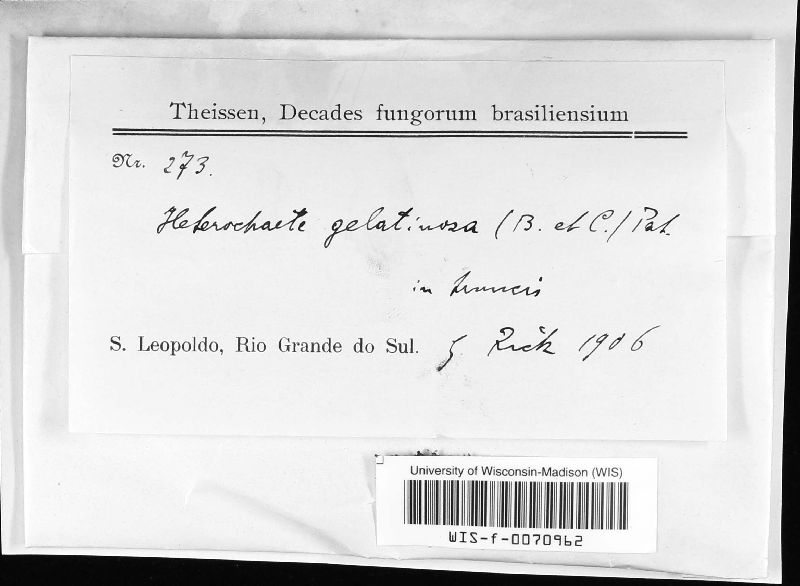 Theissen, Decades fungorum brasiliensium
Nr. 273.
Heterochaete gelatinosa (B. et C.) Pat.
in truncis
S. Leopoldo, Rio Grande do Sul. J. Rick 1906
University of Wisconsin-Madison (WIS)
WIS-f-0070962